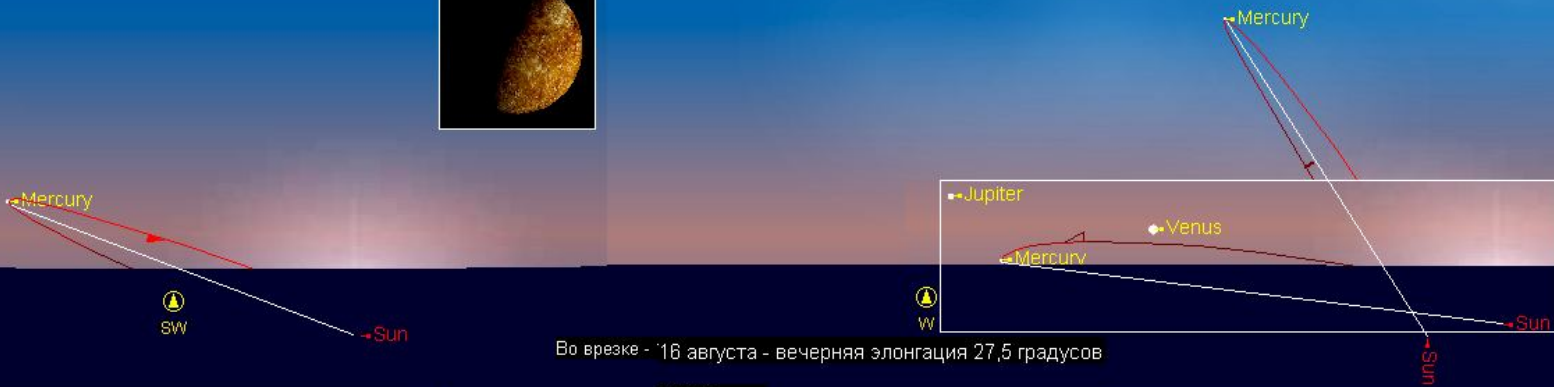 Mercury
Mercury
Jupiter
Venus
Mercury
SW
W
Sun
Sun
Sun
Во врезке - '16 августа - вечерняя элонгация 27,5 градусов